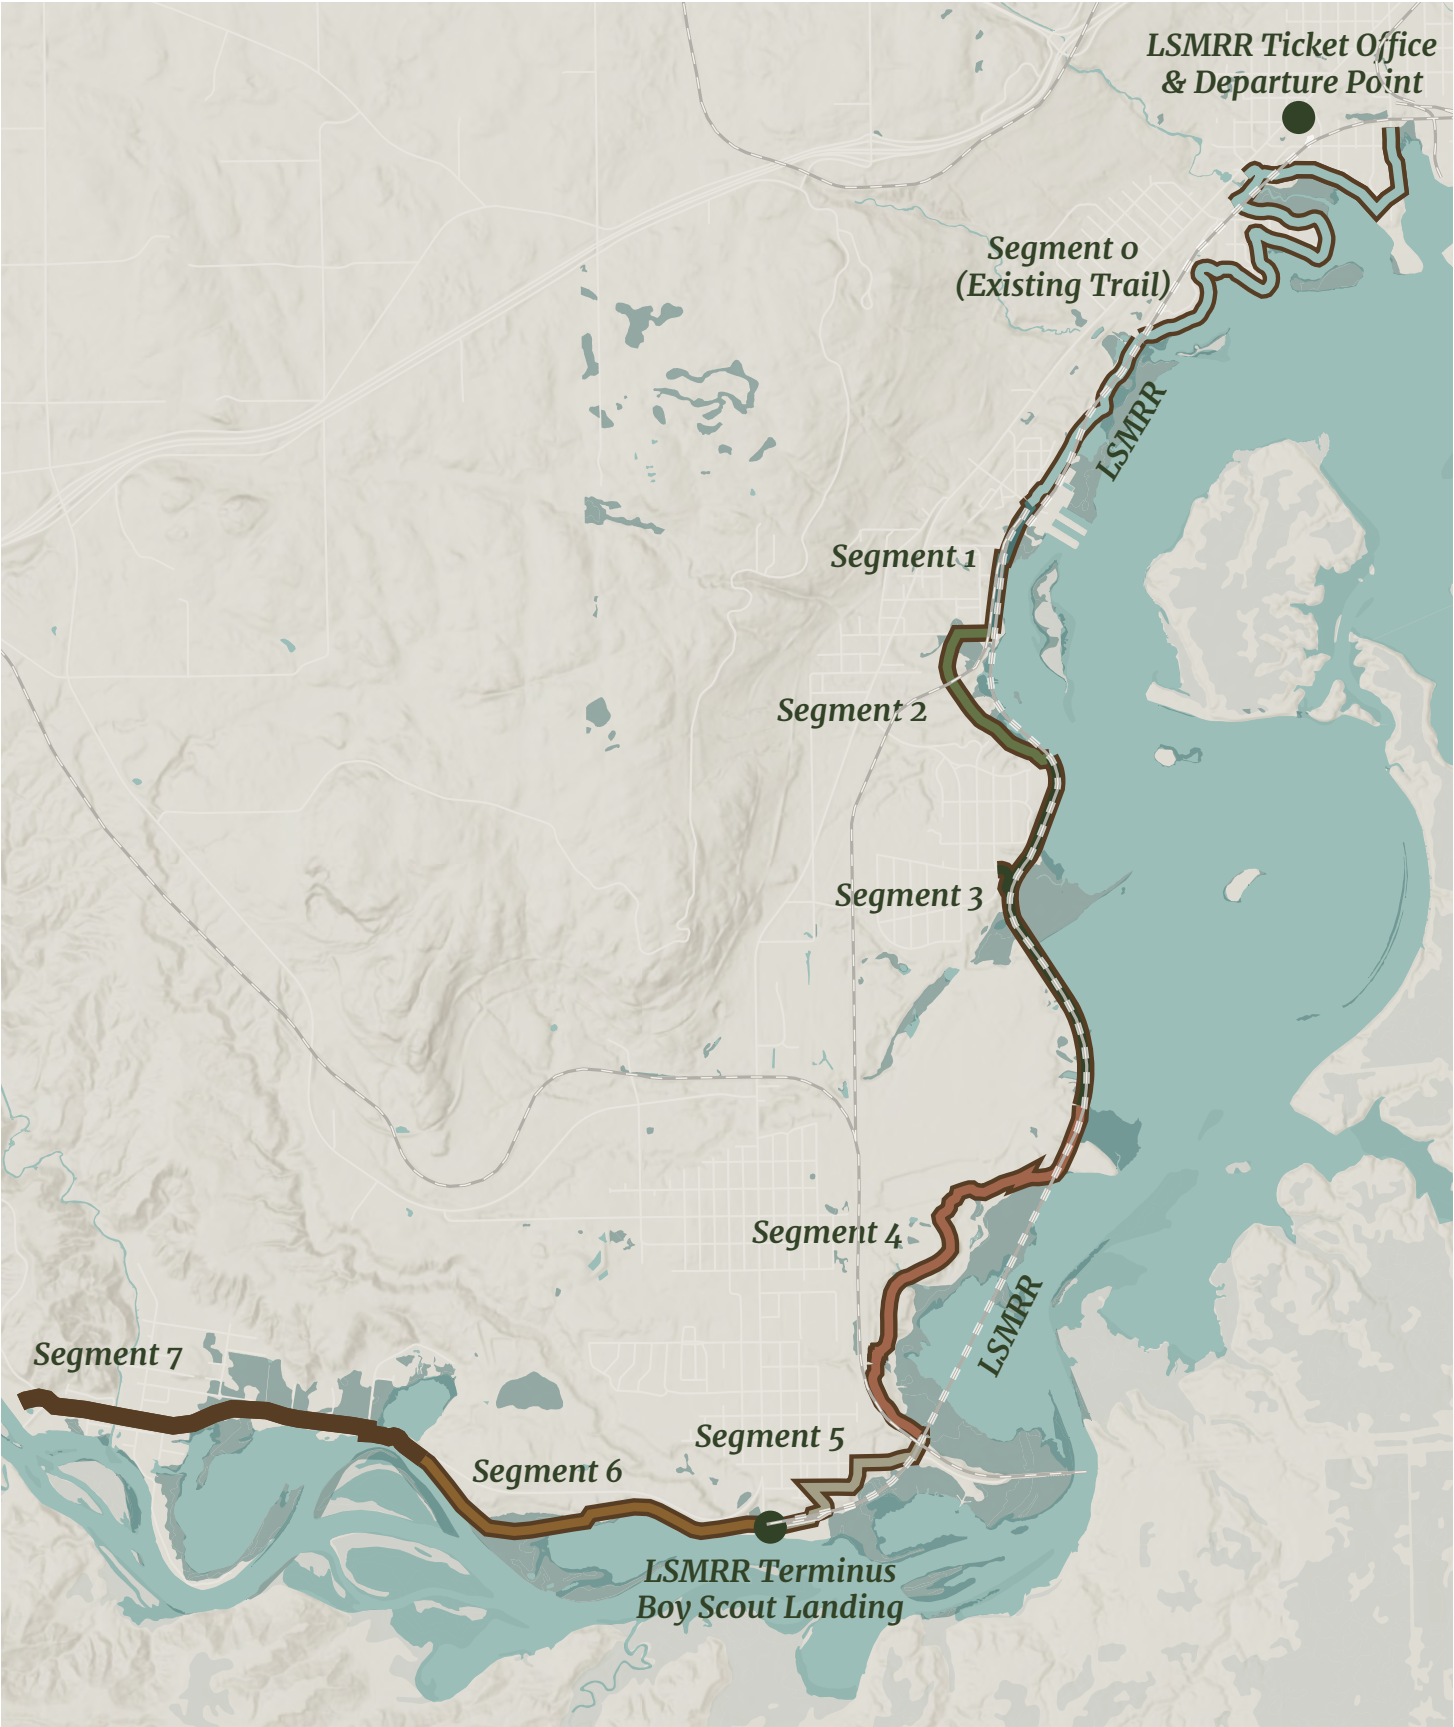 LSMRR Ticket Office
& Departure Point
Segment 0
(Existing Trail)
LSMRR
Segment 1
Segment 2
Segment 3
Segment 4
LSMRR
Segment 7
Segment 5
Segment 6
LSMRR Terminus
Boy Scout Landing